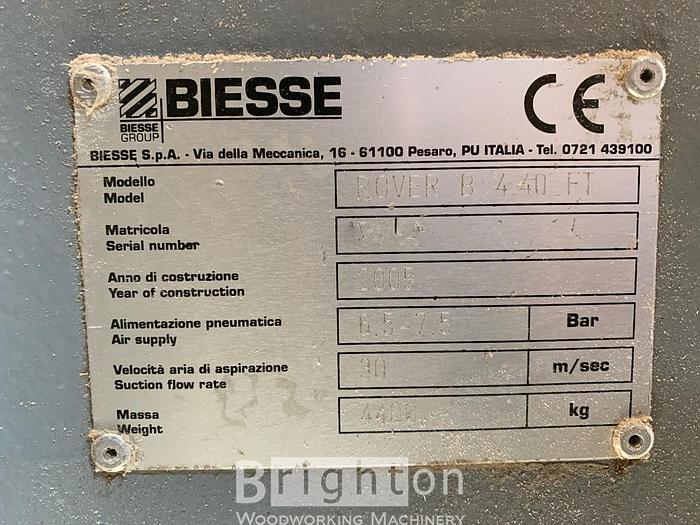 BIESSE
BIESSE
GROUP
CE
BIESSE S.p.A. - Via della Meccanica, 16 - 61100 Pesaro, PU ITALIA - Tel. 0721 439100
Modello
Model
ROVER B 4.40 FT
Matricola
Serial number
Anno di costruzione
Year of construction
2005
Alimentazione pneumatica
Air supply
6.5-7.5 Bar
Velocità aria di aspirazione
Suction flow rate
30 m/sec
Massa
Weight
4400 kg
Brighton
WOODWORKING MACHINERY